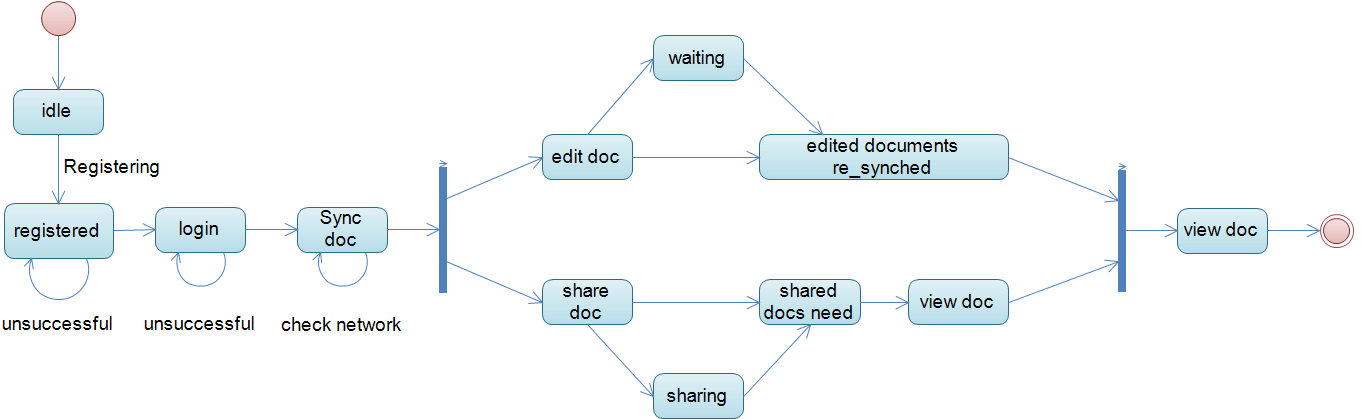 idle
Registering
registered
unsuccessful
login
unsuccessful
Sync
doc
check network
edit doc
waiting
edited documents
re_synched
share
doc
sharing
shared
docs need
view doc
view doc